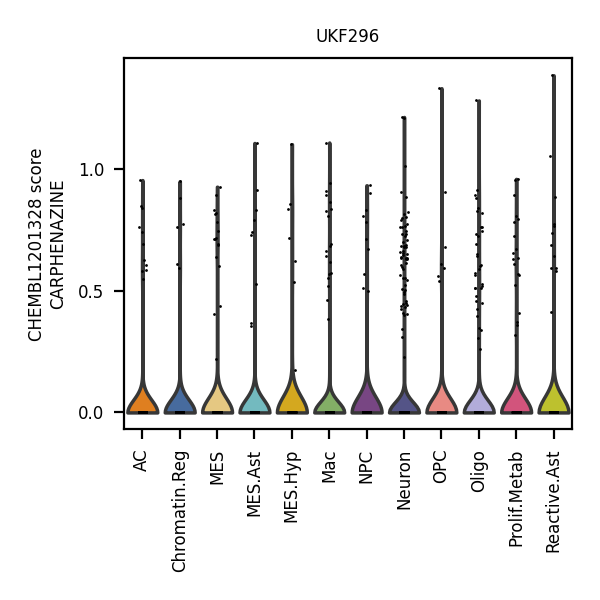 UKF296
CHEMBL1201328 score
CARPHENAZINE
1.0
0.5
0.0
AC
Chromatin.Reg
MES
MES.Ast
MES.Hyp
Mac
NPC
Neuron
OPC
Oligo
Prolif.Metab
Reactive.Ast